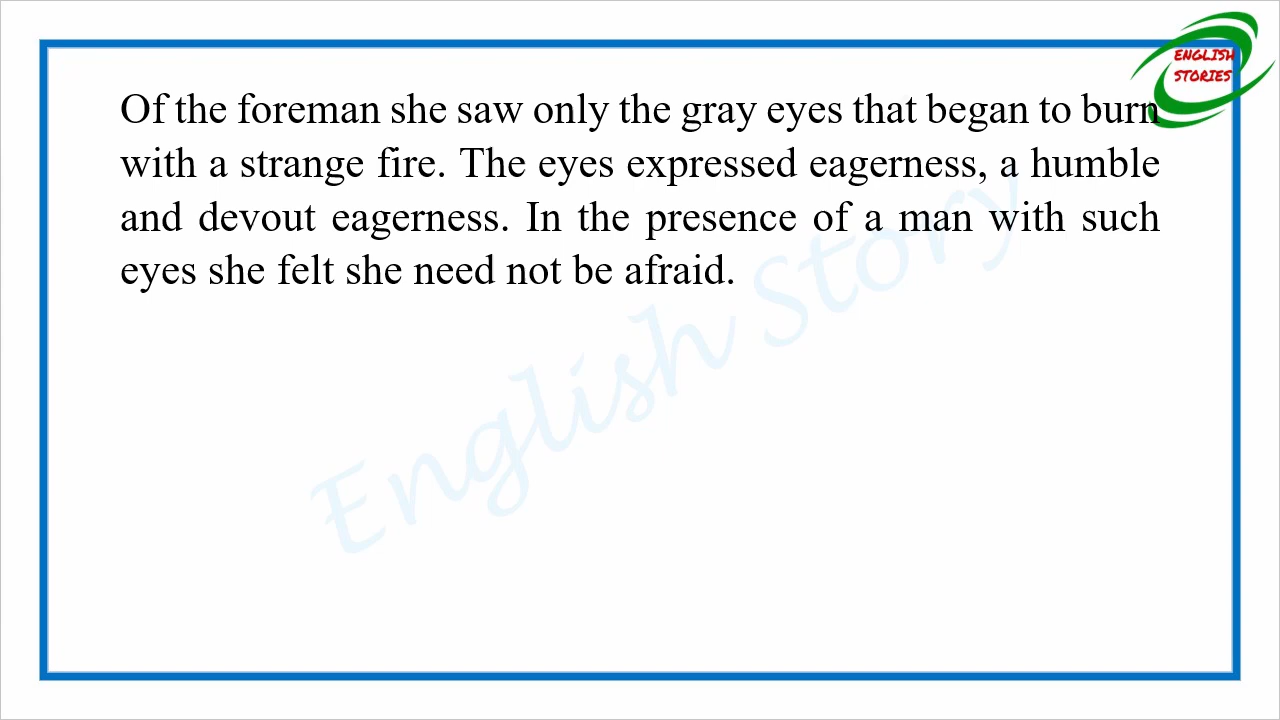 ENGLISH
STORIES
Of the foreman she saw only the gray eyes that began to burn
with a strange fire. The eyes expressed eagerness, a humble
and devout eagerness. In the presence of a man with such
eyes she felt she need not be afraid.
English Story